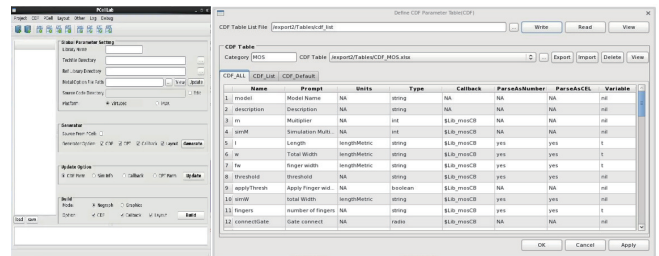 PCellLab
Project CDF PCell Layout Other Log Debug
Global Parameter Setting
Library Name
Techfile Directory
Ref. Library Directory
View Update
Source Code Directory
Platform Virtuoso
Generator
Source From PCell
Generator Option CDF CallBack Layout Generate
Update Option
CDF Form Sim Info Callback Update
Build
Mode Nograph Graphics
Option CDF Callback Layout Build
load save
Define CDF Parameter Table(CDF)
CDF Table List File /export2/Tables/cdf_list ... Write Read View
CDF Table
Category MOS CDF Table /export2/Tables/CDF_MOS.xlsx ... Export Import Delete View
CDF_ALL CDF_List CDF_Default
Name Prompt Units Type Callback ParseAsNumber ParseAsCEL Variable
1 model Model Name NA string NA NA NA nil
2 description Description NA string NA NA NA nil
3 m Multiplier NA int $Lib_mosCB NA NA nil
4 simM Simulation Multi... NA int $Lib_mosCB NA NA nil
5 l Length lengthMetric string $Lib_mosCB yes yes t
6 w Total Width lengthMetric string $Lib_mosCB yes yes t
7 fw finger width lengthMetric string $Lib_mosCB yes yes t
8 threshold threshold NA string $Lib_mosCB yes yes nil
9 applyThresh Apply Finger wid... NA boolean $Lib_mosCB NA NA nil
10 simW total Width lengthMetric string $Lib_mosCB yes yes nil
11 fingers number of fingers NA string $Lib_mosCB yes yes t
12 connectGate Gate connect NA radio $Lib_mosCB NA NA nil
OK Cancel Apply